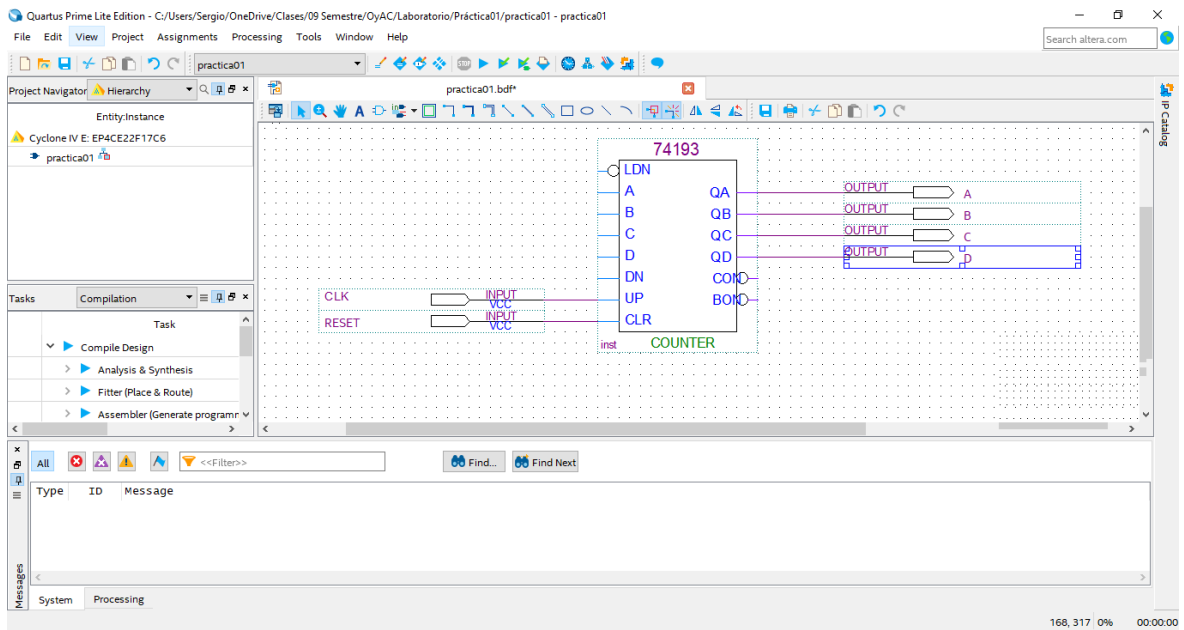 Quartus Prime Lite Edition - C:/Users/Sergio/OneDrive/Clases/09 Semestre/OyAC/Laboratorio/Práctica01/practica01 - practica01
File Edit View Project Assignments Processing Tools Window Help
Search altera.com
practica01
Project Navigator Hierarchy
practica01.bdf*
Entity:Instance
Cyclone IV E: EP4CE22F17C6
practica01
IP Catalog
74193
LDN
A QA OUTPUT A
B QB OUTPUT B
C QC OUTPUT C
D QD OUTPUT D
DN CON
CLK INPUT VCC UP BON
RESET INPUT VCC CLR
inst COUNTER
Tasks Compilation
Task
Compile Design
Analysis & Synthesis
Fitter (Place & Route)
Assembler (Generate programm
All STOP <<Filter>> Find... Find Next
Type ID Message
Messages
System Processing
168, 317 0% 00:00:00